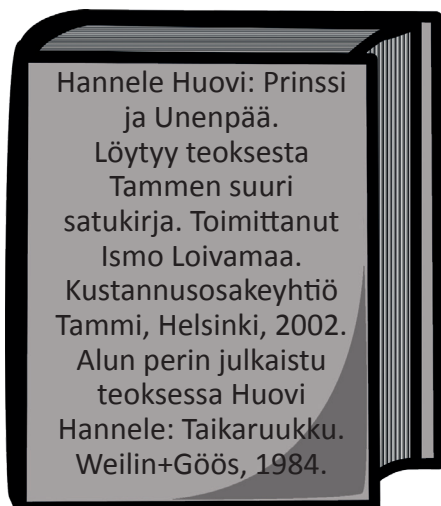 Hannele Huovi: Prinssi
ja Unenpää.
Löytyy teoksesta
Tammen suuri
satukirja. Toimittanut
Ismo Loivamaa.
Kustannusosakeyhtiö
Tammi, Helsinki, 2002.
Alun perin julkaistu
teoksessa Huovi
Hannele: Taikaruukku.
Weilin+Göös, 1984.